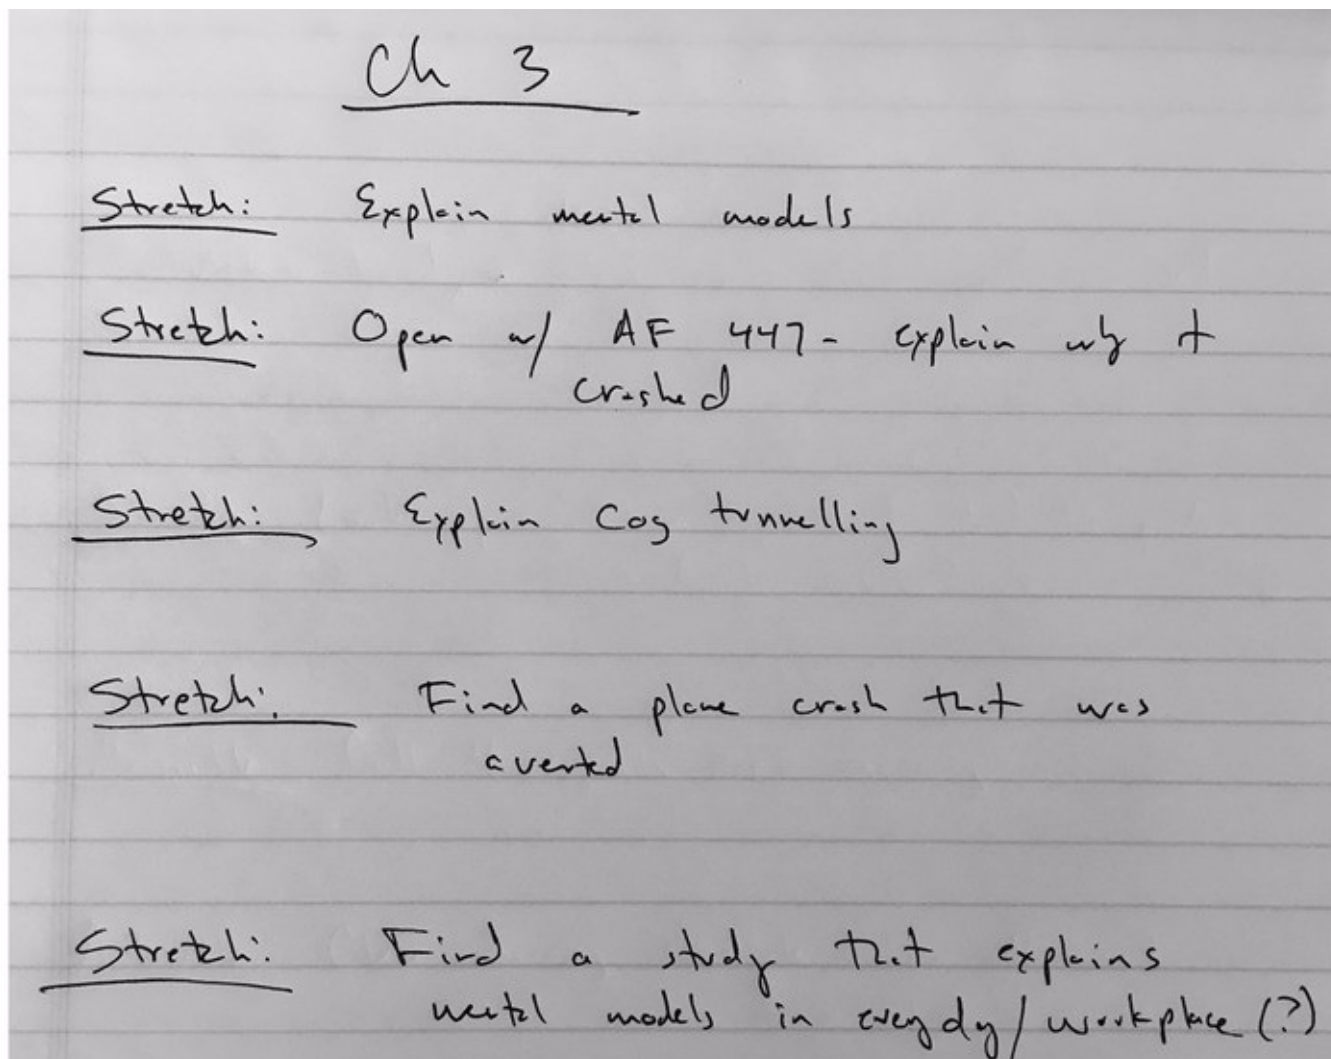 Ch 3
Stretch: Explain mental models
Stretch: Open w/ AF 447- explain why it
crashed
Stretch: Explain Cog tunnelling
Stretch: Find a plane crash that was
averted
Stretch: Find a study that explains
mental models in everydy/workplace (?)